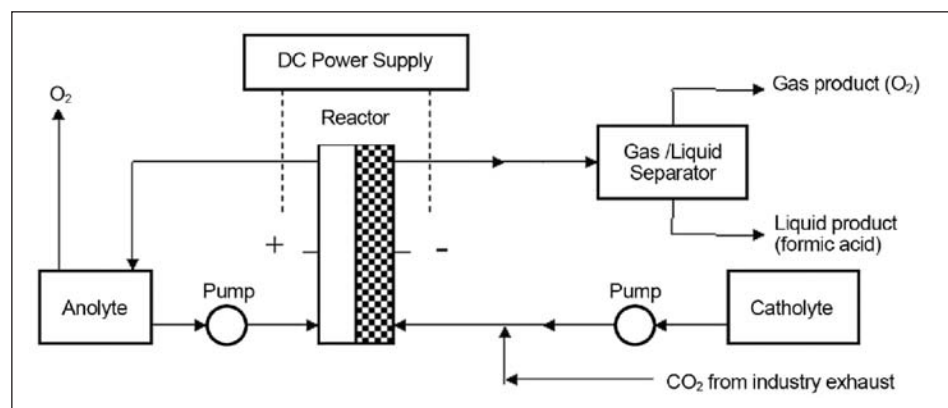 DC Power Supply
O₂
Gas product (O₂)
Reactor
Gas /Liquid
Separator
Liquid product
(formic acid)
+
-
Anolyte
Pump
Pump
Catholyte
CO₂ from industry exhaust